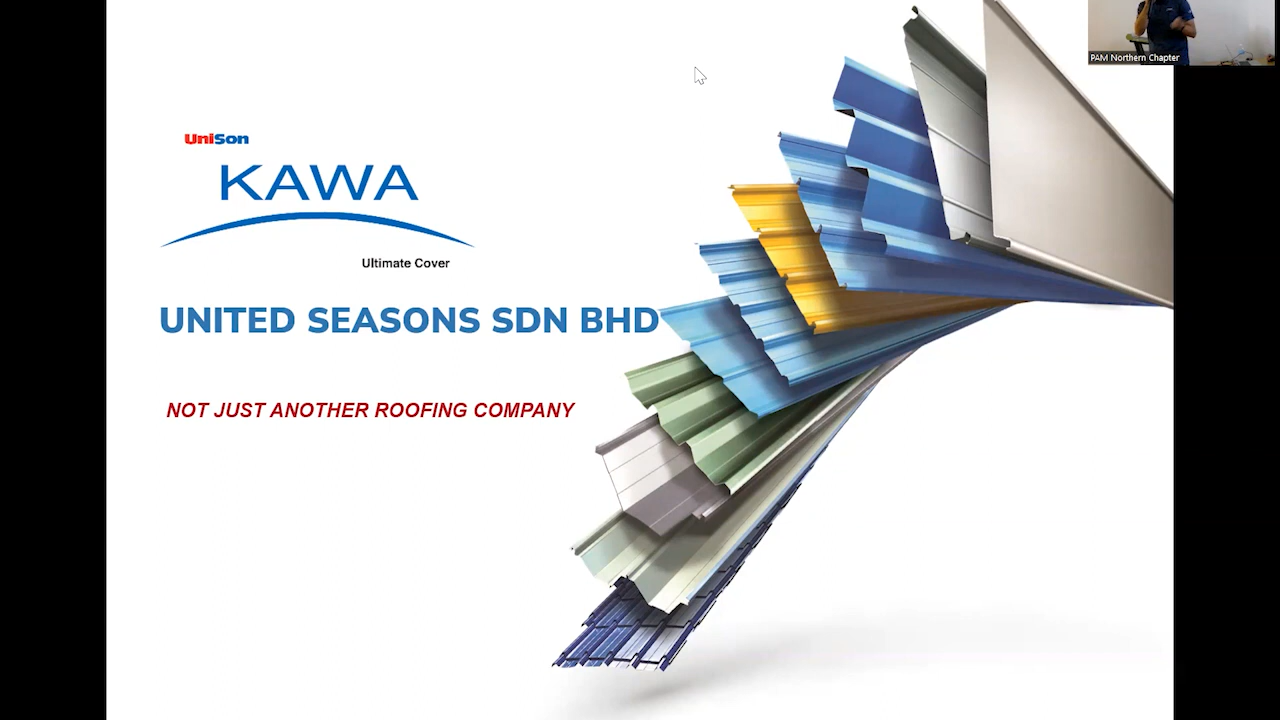 UniSon
KAWA
Ultimate Cover
UNITED SEASONS SDN BHD
NOT JUST ANOTHER ROOFING COMPANY
PAM Northern Chapter